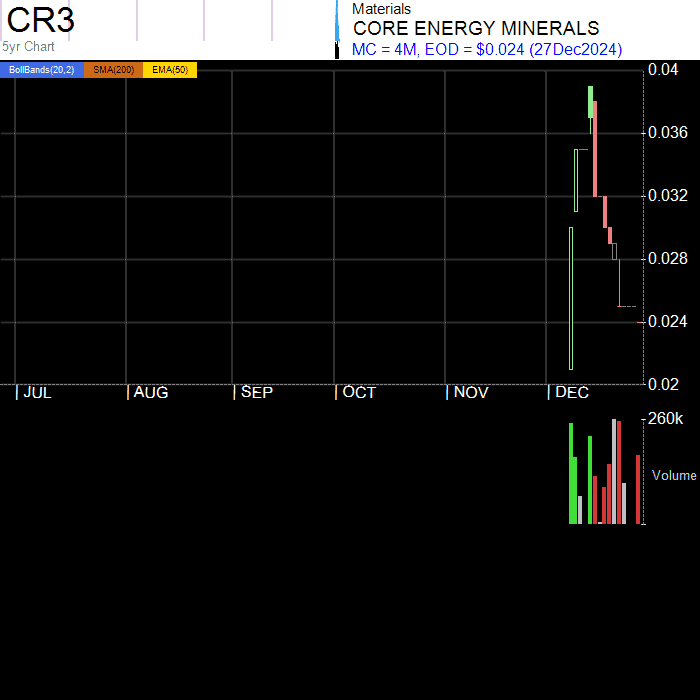 CR3
5yr Chart
Materials
CORE ENERGY MINERALS
MC = 4M, EOD = $0.024 (27Dec2024)
BollBands(20,2) SMA(200) EMA(50)
0.04
0.036
0.032
0.028
0.024
0.02
| JUL | AUG | SEP | OCT | NOV | DEC
260k
Volume